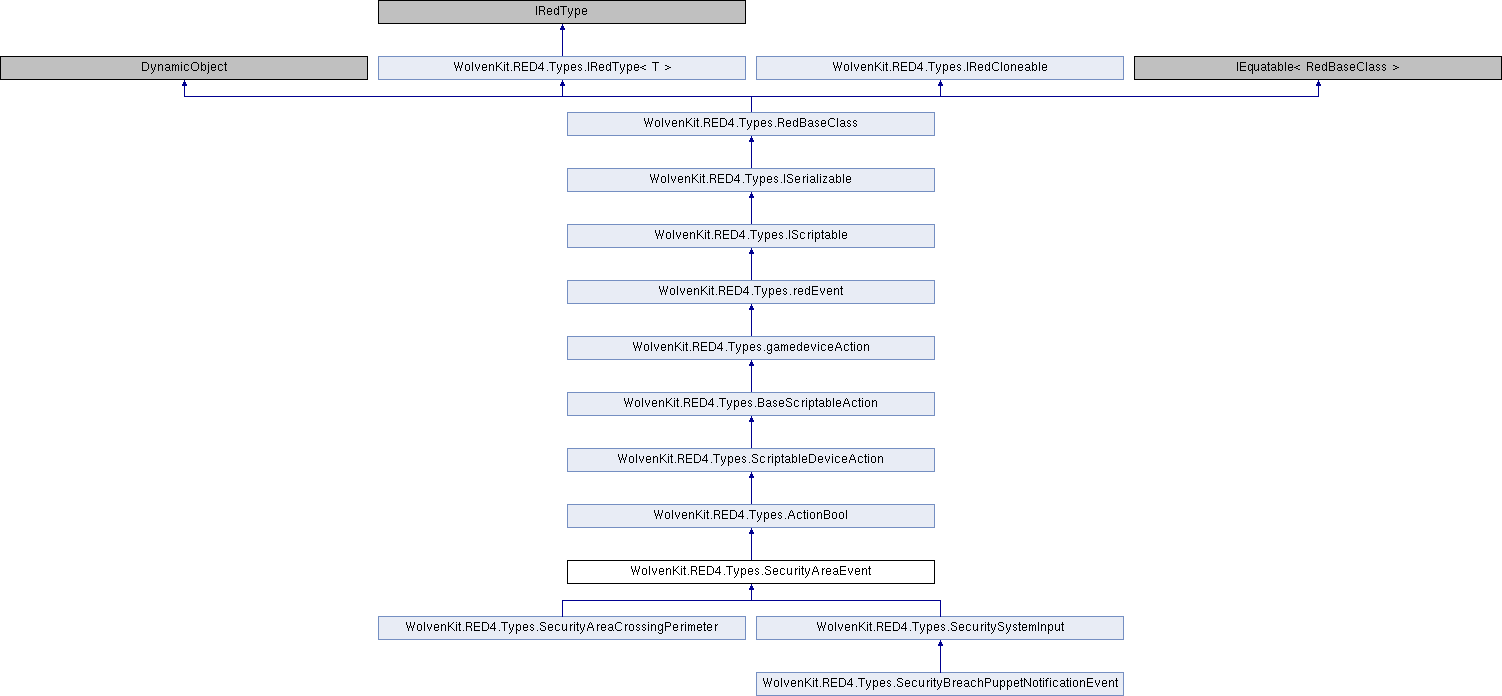 IRedType
DynamicObject
WolvenKit.RED4.Types.IRedType< T >
WolvenKit.RED4.Types.IRedCloneable
IEquatable< RedBaseClass >
WolvenKit.RED4.Types.RedBaseClass
WolvenKit.RED4.Types.ISerializable
WolvenKit.RED4.Types.IScriptable
WolvenKit.RED4.Types.redEvent
WolvenKit.RED4.Types.gamedeviceAction
WolvenKit.RED4.Types.BaseScriptableAction
WolvenKit.RED4.Types.ScriptableDeviceAction
WolvenKit.RED4.Types.ActionBool
WolvenKit.RED4.Types.SecurityAreaEvent
WolvenKit.RED4.Types.SecurityAreaCrossingPerimeter
WolvenKit.RED4.Types.SecuritySystemInput
WolvenKit.RED4.Types.SecurityBreachPuppetNotificationEvent